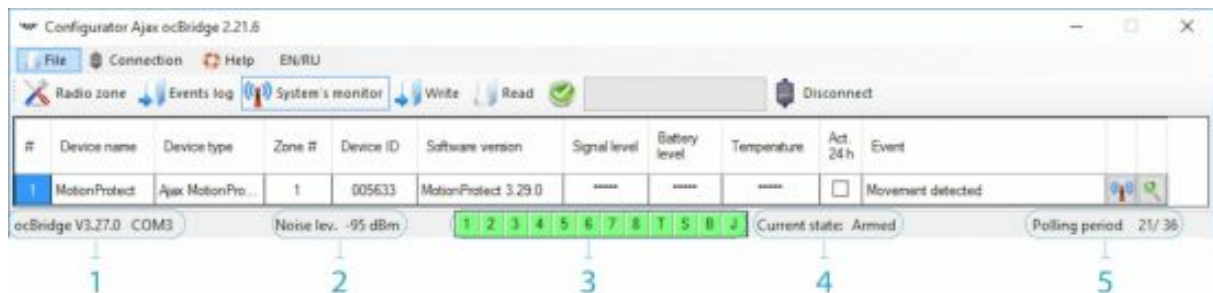 Configurator Ajax ocBridge 2.21.6
File Connection Help EN/RU
Radio zone Events log System's monitor Write Read Disconnect
# Device name Device type Zone # Device ID Software version Signal level Battery level Temperature Act. 24 h Event
1 MotionProtect Ajax MotionPro... 1 005633 MotionProtect 3.29.0 ····· ····· ····· Movement detected
ocBridge V3.27.0 COM3 Noise lev. -95 dBm 1 2 3 4 5 6 7 8 T S B J Current state: Armed Polling period 21/ 36
1 2 3 4 5